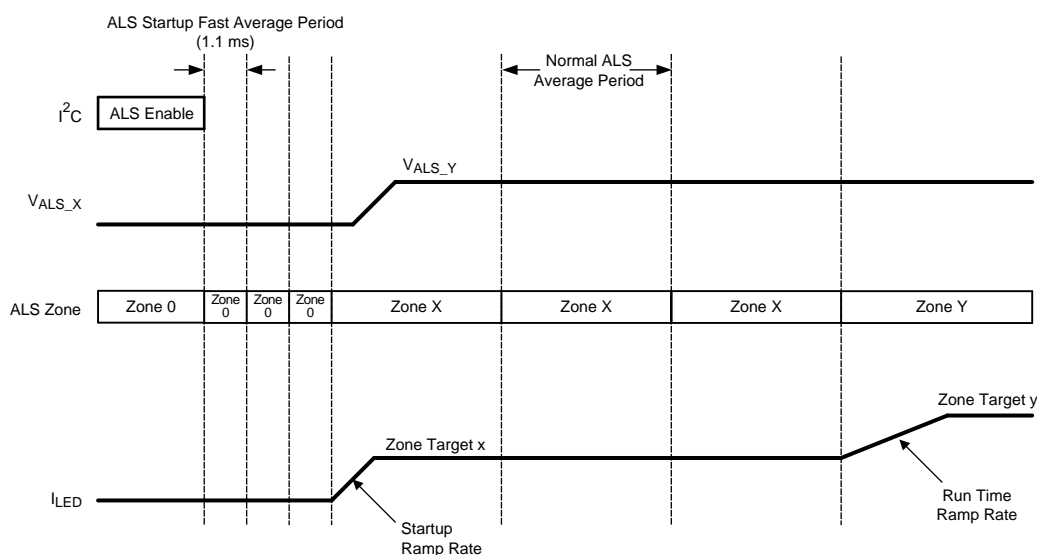 ALS Startup Fast Average Period
(1.1 ms)
Normal ALS
Average Period
I2C
ALS Enable
VALS_Y
VALS_X
ALS Zone
Zone 0
Zone
0
Zone
0
Zone
0
Zone X
Zone X
Zone X
Zone Y
Zone Target y
Zone Target x
ILED
Startup
Ramp Rate
Run Time
Ramp Rate